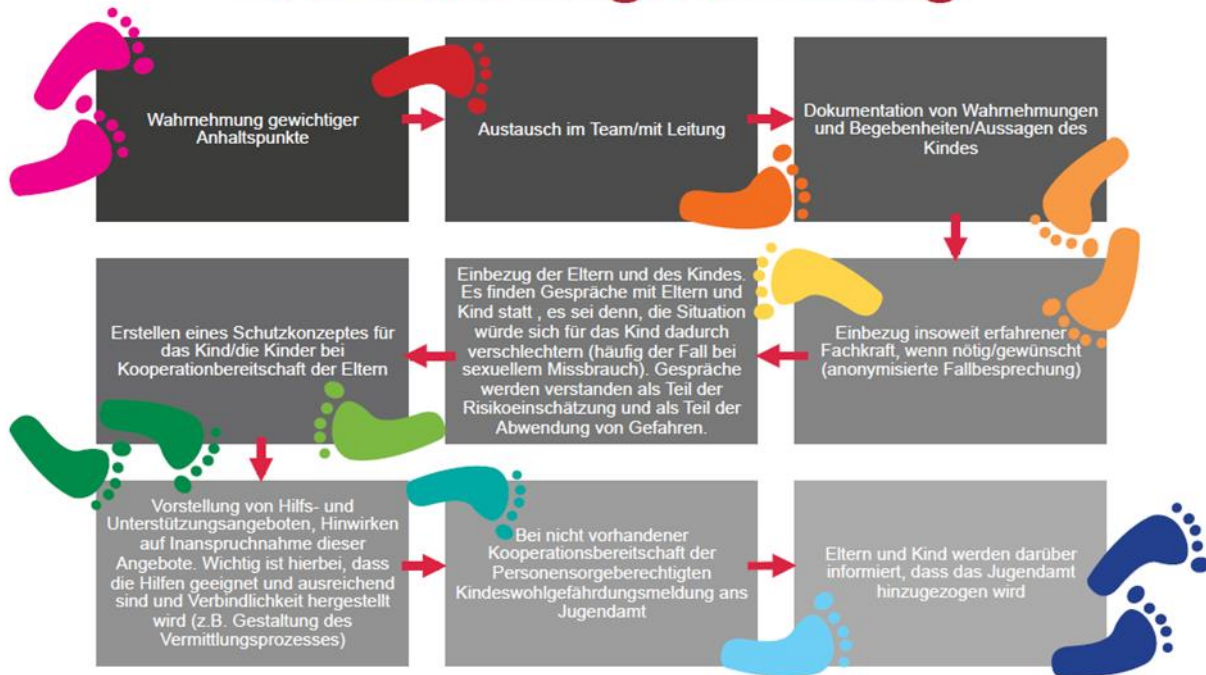 Wahrnehmung gewichtiger
Anhaltspunkte
Austausch im Team/mit Leitung
Dokumentation von Wahrnehmungen
und Begebenheiten/Aussagen des
Kindes
Einbezug insoweit erfahrener
Fachkraft, wenn nötig/gewünscht
(anonymisierte Fallbesprechung)
Einbezug der Eltern und des Kindes.
Es finden Gespräche mit Eltern und
Kind statt , es sei denn, die Situation
würde sich für das Kind dadurch
verschlechtern (häufig der Fall bei
sexuellem Missbrauch). Gespräche
werden verstanden als Teil der
Risikoeinschätzung und als Teil der
Abwendung von Gefahren.
Erstellen eines Schutzkonzeptes für
das Kind/die Kinder bei
Kooperationbereitschaft der Eltern
Vorstellung von Hilfs- und
Unterstützungsangeboten, Hinwirken
auf Inanspruchnahme dieser
Angebote. Wichtig ist hierbei, dass
die Hilfen geeignet und ausreichend
sind und Verbindlichkeit hergestellt
wird (z.B. Gestaltung des
Vermittlungsprozesses)
Bei nicht vorhandener
Kooperationsbereitschaft der
Personensorgeberechtigten
Kindeswohlgefährdungsmeldung ans
Jugendamt
Eltern und Kind werden darüber
informiert, dass das Jugendamt
hinzugezogen wird